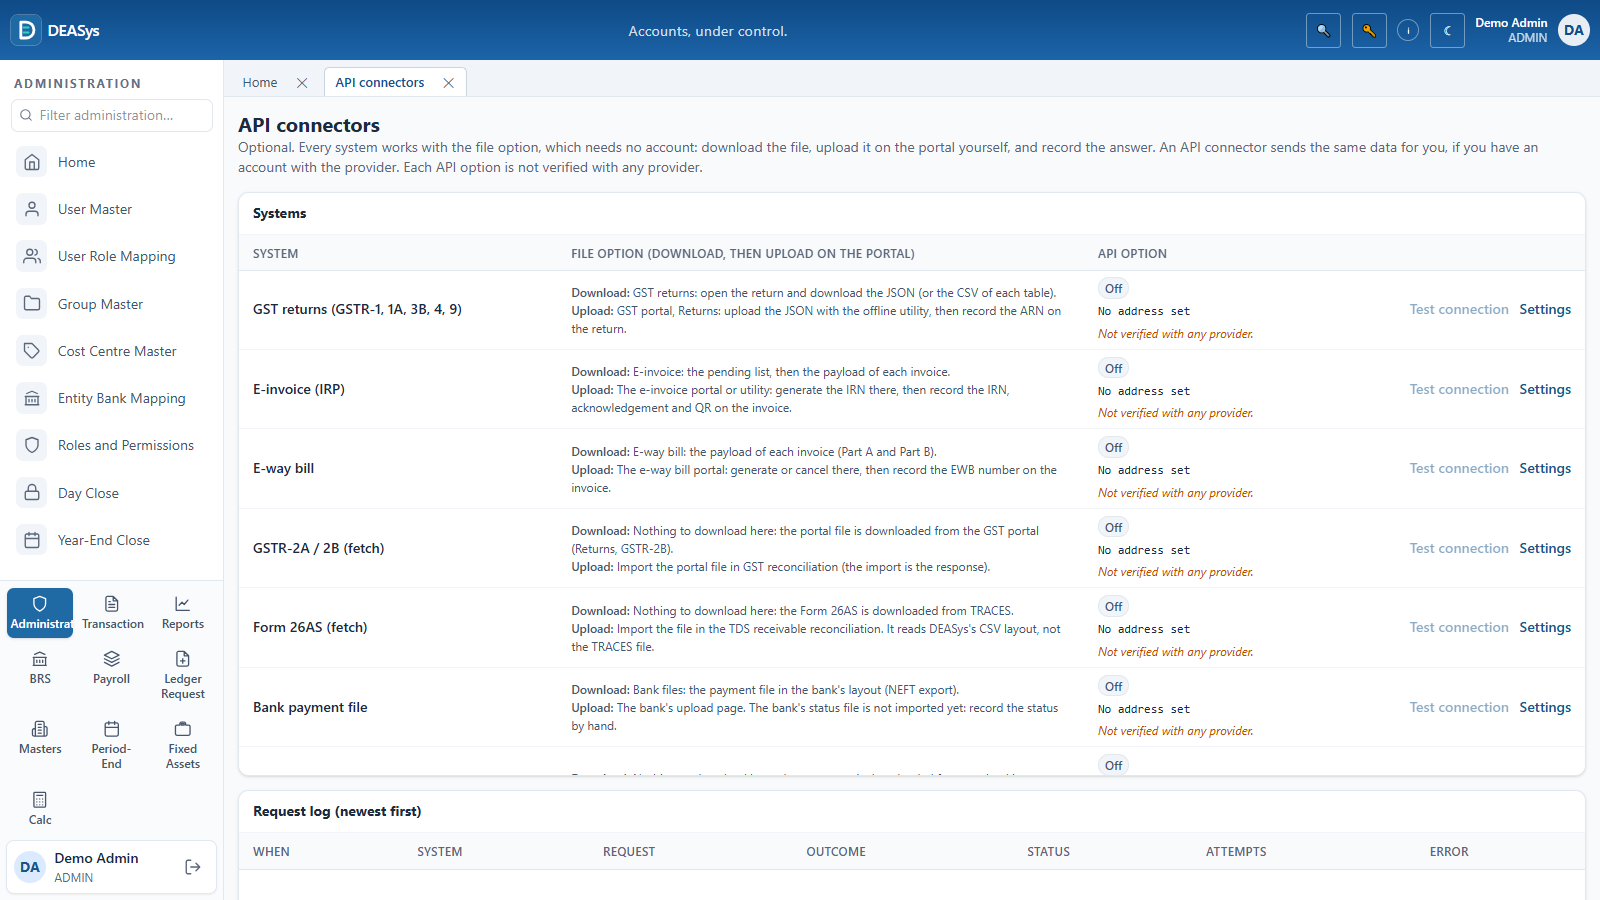 DEASys
Accounts, under control.
Demo Admin
ADMIN
DA
ADMINISTRATION
Filter administration...
Home
User Master
User Role Mapping
Group Master
Cost Centre Master
Entity Bank Mapping
Roles and Permissions
Day Close
Year-End Close
Administrat
Transaction
Reports
BRS
Payroll
Ledger
Request
Masters
Period-
End
Fixed
Assets
Calc
DA
Demo Admin
ADMIN
Home
API connectors
API connectors
Optional. Every system works with the file option, which needs no account: download the file, upload it on the portal yourself, and record the answer. An API connector sends the same data for you, if you have an
account with the provider. Each API option is not verified with any provider.
Systems
SYSTEM
FILE OPTION (DOWNLOAD, THEN UPLOAD ON THE PORTAL)
API OPTION
GST returns (GSTR-1, 1A, 3B, 4, 9)
Download: GST returns: open the return and download the JSON (or the CSV of each table).
Upload: GST portal, Returns: upload the JSON with the offline utility, then record the ARN on
the return.
Off
No address set
Not verified with any provider.
Test connection Settings
E-invoice (IRP)
Download: E-invoice: the pending list, then the payload of each invoice.
Upload: The e-invoice portal or utility: generate the IRN there, then record the IRN,
acknowledgement and QR on the invoice.
Off
No address set
Not verified with any provider.
Test connection Settings
E-way bill
Download: E-way bill: the payload of each invoice (Part A and Part B).
Upload: The e-way bill portal: generate or cancel there, then record the EWB number on the
invoice.
Off
No address set
Not verified with any provider.
Test connection Settings
GSTR-2A / 2B (fetch)
Download: Nothing to download here: the portal file is downloaded from the GST portal
(Returns, GSTR-2B).
Upload: Import the portal file in GST reconciliation (the import is the response).
Off
No address set
Not verified with any provider.
Test connection Settings
Form 26AS (fetch)
Download: Nothing to download here: the Form 26AS is downloaded from TRACES.
Upload: Import the file in the TDS receivable reconciliation. It reads DEASys's CSV layout, not
the TRACES file.
Off
No address set
Not verified with any provider.
Test connection Settings
Bank payment file
Download: Bank files: the payment file in the bank's layout (NEFT export).
Upload: The bank's upload page. The bank's status file is not imported yet: record the status
by hand.
Off
No address set
Not verified with any provider.
Test connection Settings
Off
Request log (newest first)
WHEN
SYSTEM
REQUEST
OUTCOME
STATUS
ATTEMPTS
ERROR